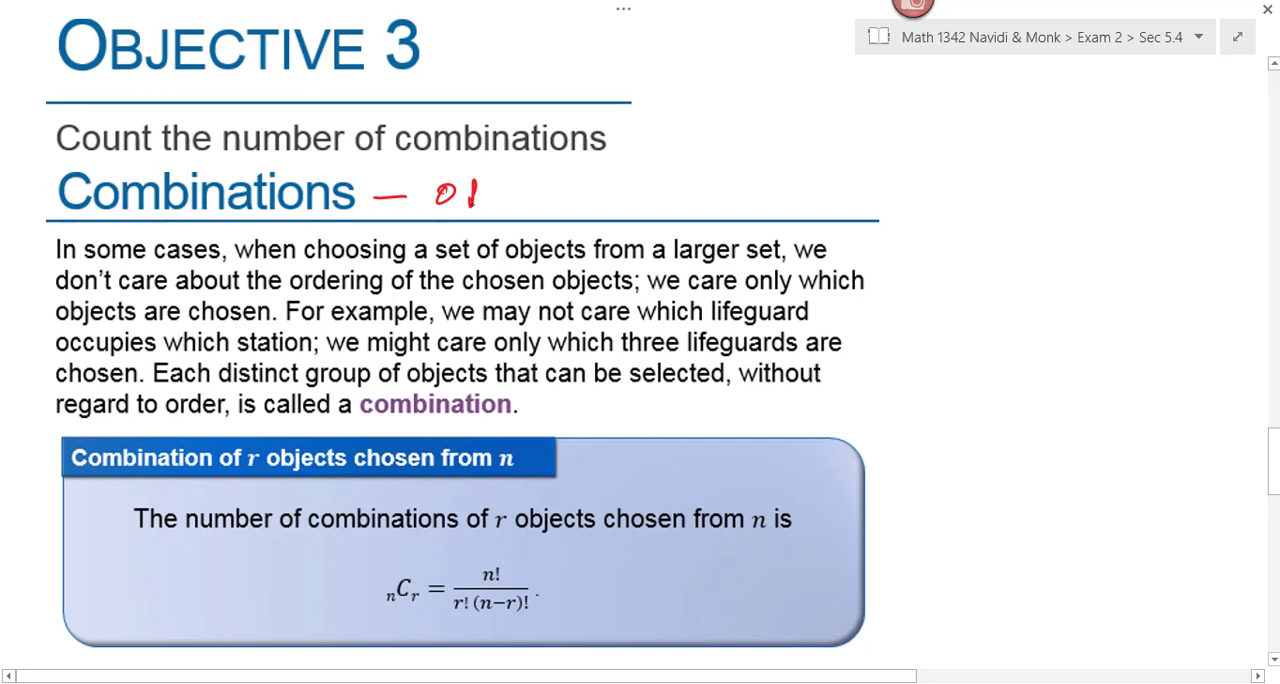 OBJECTIVE 3
Math 1342 Navidi & Monk > Exam 2 > Sec 5.4
Count the number of combinations
Combinations —
In some cases, when choosing a set of objects from a larger set, we
don't care about the ordering of the chosen objects; we care only which
objects are chosen. For example, we may not care which lifeguard
occupies which station; we might care only which three lifeguards are
chosen. Each distinct group of objects that can be selected, without
regard to order, is called a combination.
Combination of r objects chosen from n
The number of combinations of r objects chosen from n is
nCr = n! / r! (n−r)! .